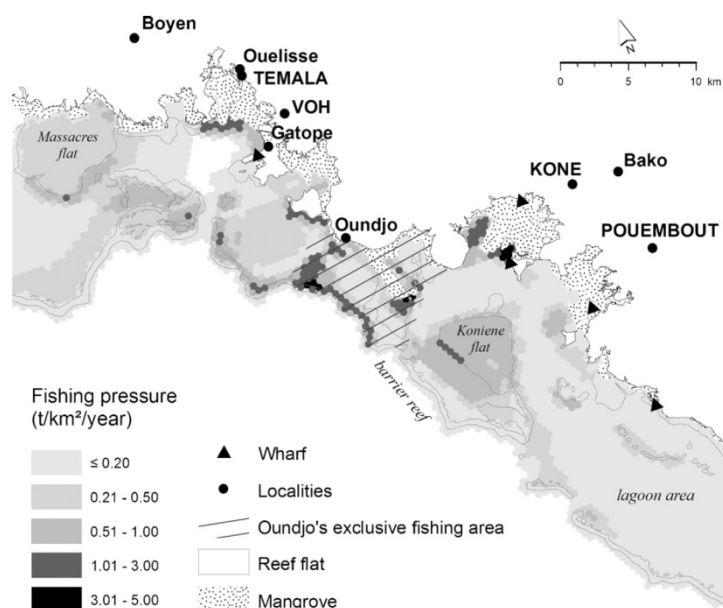 Boyen
Ouelisse
TEMALA
VOH
Gatope
Massacres
flat
N
0 5 10 km
KONE
Bako
Oundjo
POUEMBOUT
Koniene
flat
barrier reef
lagoon area
Fishing pressure
(t/km²/year)
≤ 0.20
0.21 - 0.50
0.51 - 1.00
1.01 - 3.00
3.01 - 5.00
Wharf
Localities
Oundjo's exclusive fishing area
Reef flat
Mangrove